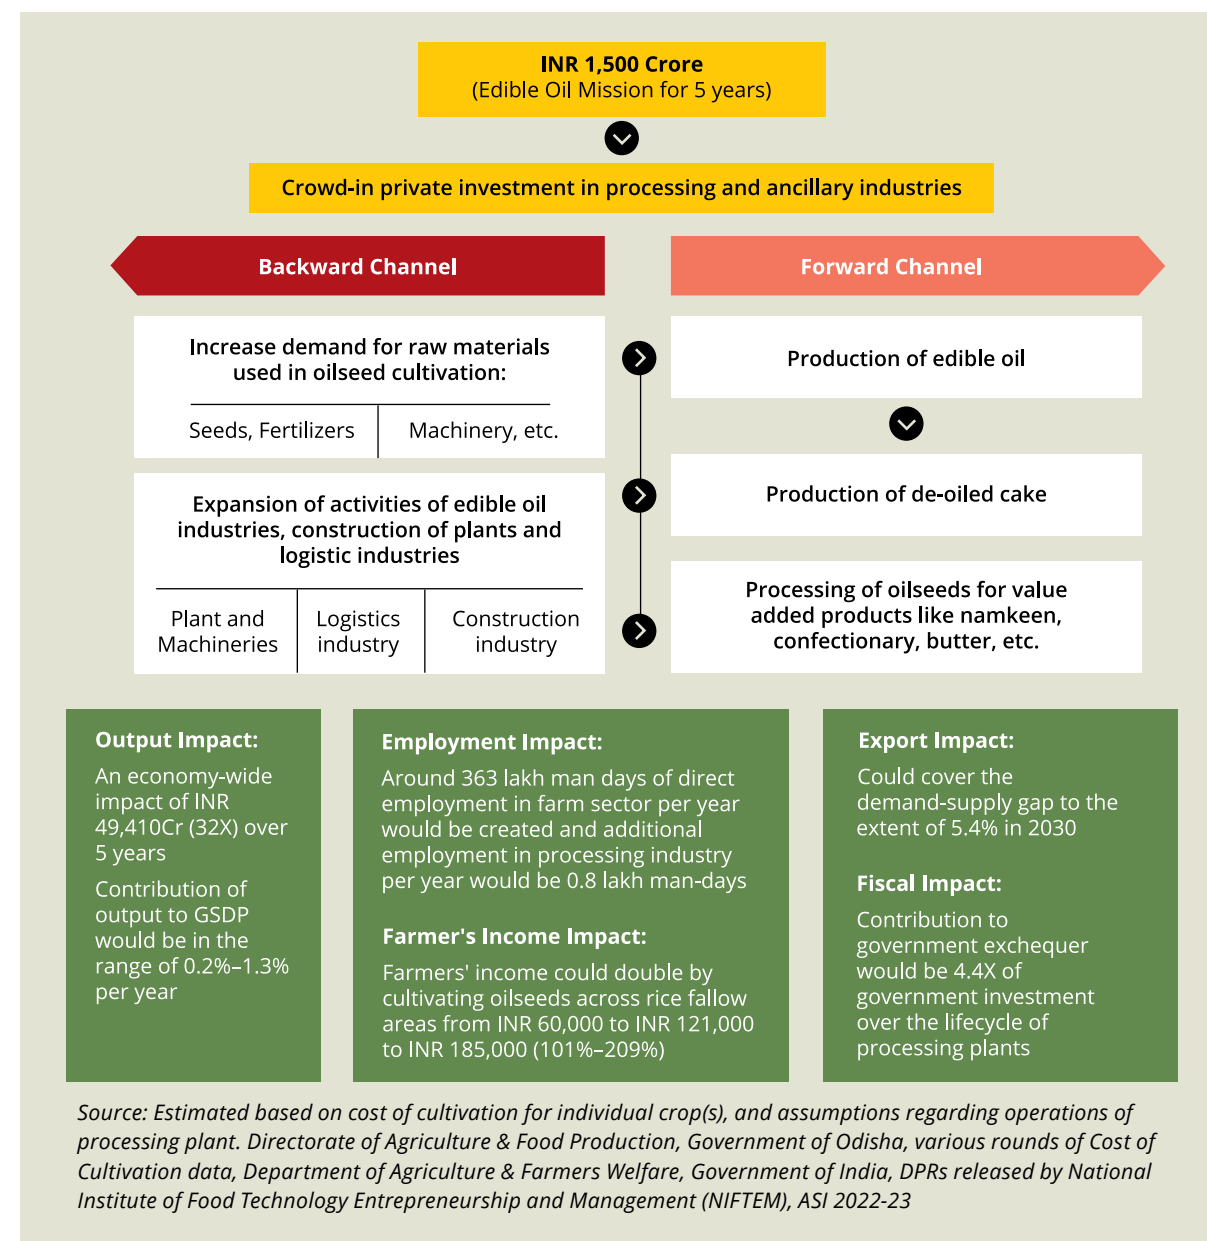 INR 1,500 Crore
(Edible Oil Mission for 5 years)
Crowd-in private investment in processing and ancillary industries
Backward Channel
Forward Channel
Increase demand for raw materials
used in oilseed cultivation:
Seeds, Fertilizers
Machinery, etc.
Expansion of activities of edible oil
industries, construction of plants and
logistic industries
Plant and
Machineries
Logistics
industry
Construction
industry
Production of edible oil
Production of de-oiled cake
Processing of oilseeds for value
added products like namkeen,
confectionary, butter, etc.
Output Impact:
An economy-wide
impact of INR
49,410Cr (32X) over
5 years
Contribution of
output to GSDP
would be in the
range of 0.2%–1.3%
per year
Employment Impact:
Around 363 lakh man days of direct
employment in farm sector per year
would be created and additional
employment in processing industry
per year would be 0.8 lakh man-days
Farmer's Income Impact:
Farmers' income could double by
cultivating oilseeds across rice fallow
areas from INR 60,000 to INR 121,000
to INR 185,000 (101%–209%)
Export Impact:
Could cover the
demand-supply gap to the
extent of 5.4% in 2030
Fiscal Impact:
Contribution to
government exchequer
would be 4.4X of
government investment
over the lifecycle of
processing plants
Source: Estimated based on cost of cultivation for individual crop(s), and assumptions regarding operations of
processing plant. Directorate of Agriculture & Food Production, Government of Odisha, various rounds of Cost of
Cultivation data, Department of Agriculture & Farmers Welfare, Government of India, DPRs released by National
Institute of Food Technology Entrepreneurship and Management (NIFTEM), ASI 2022-23